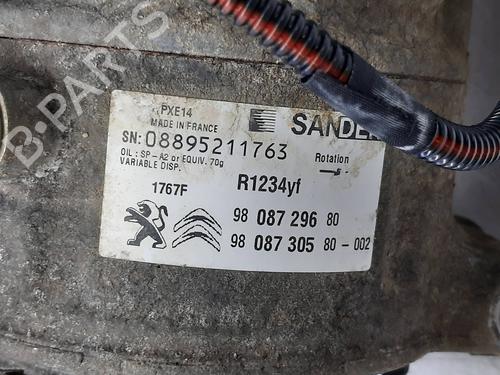 PXE14
MADE IN FRANCE
SANDE
SN: 08895211763
OIL: SP-A2 or EQUIV. 70g
VARIABLE DISP.
Rotation
1767F
R1234yf
98 087 296 80
98 087 305 80-002
B-PARTS